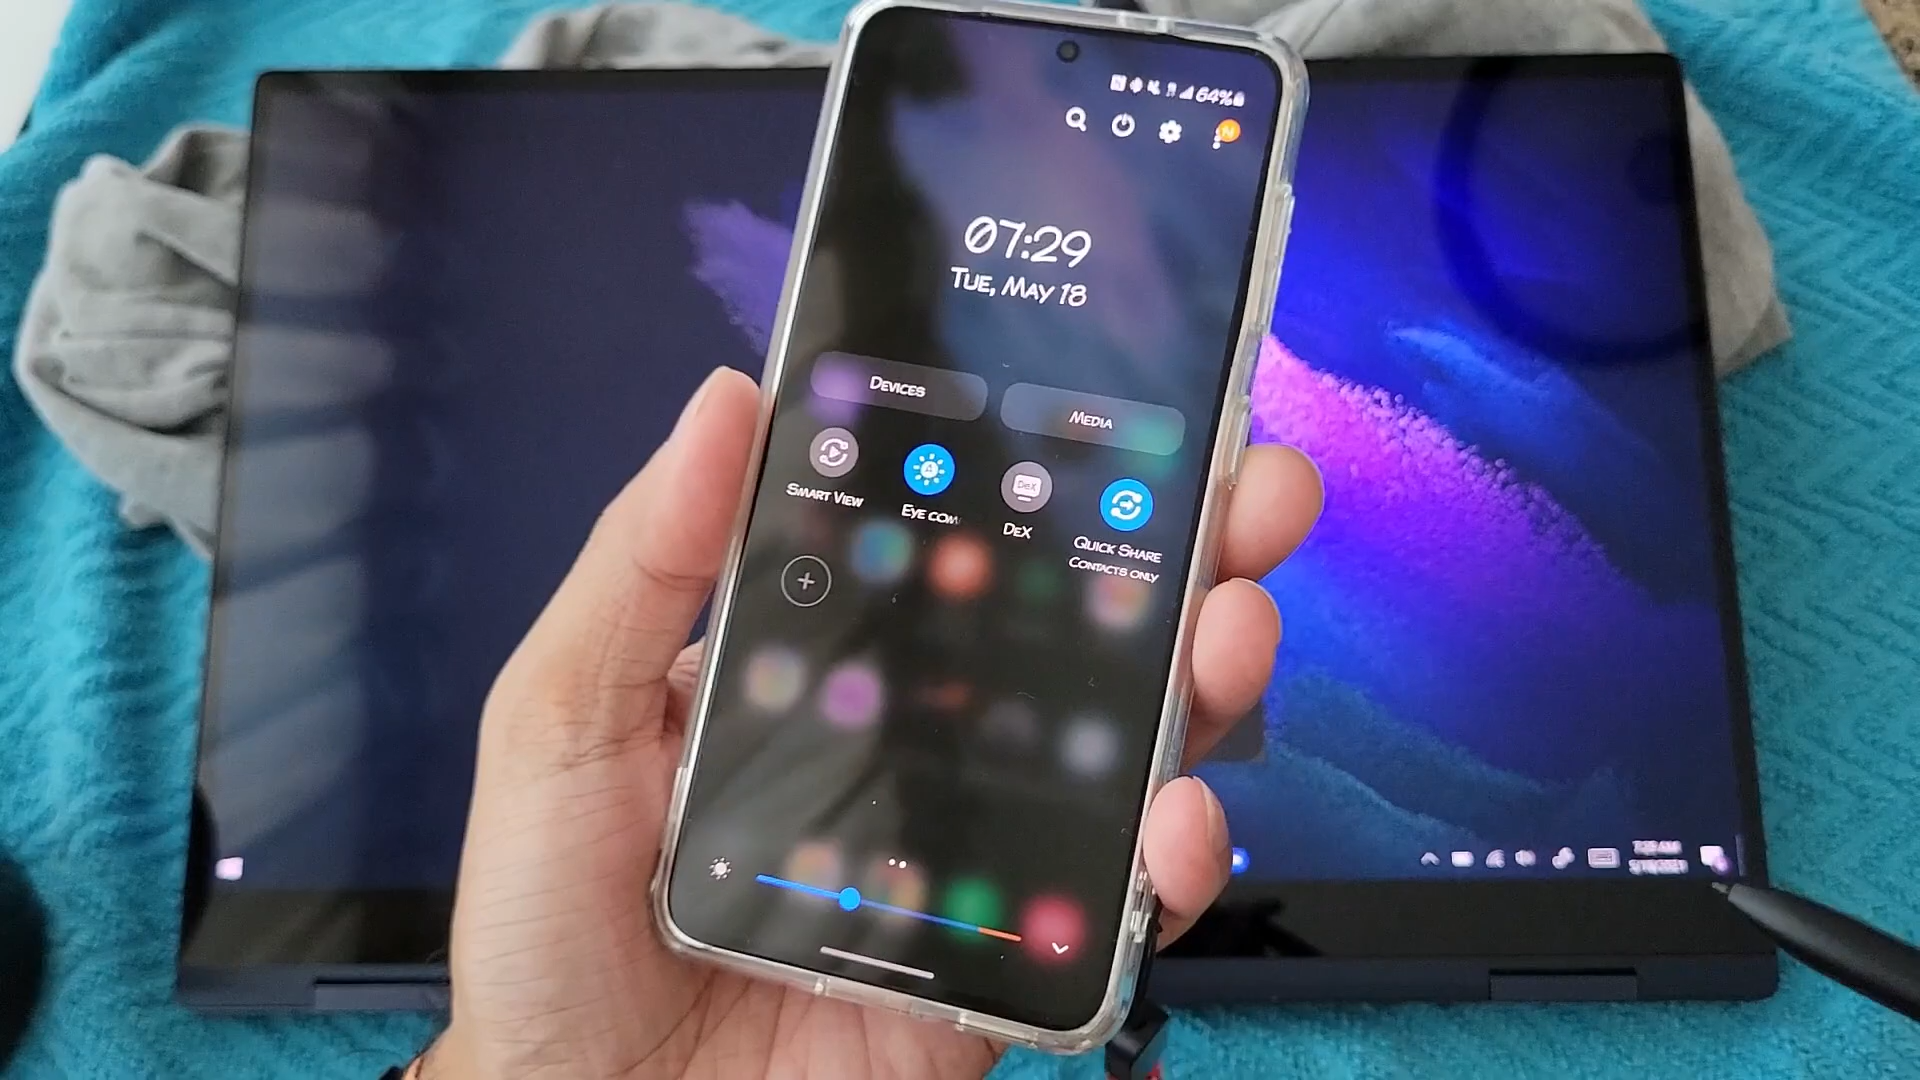 64%
N
07:29
Tue, May 18
Devices
Media
Smart View
Eye com
DeX
DeX
Quick Share
Contacts only